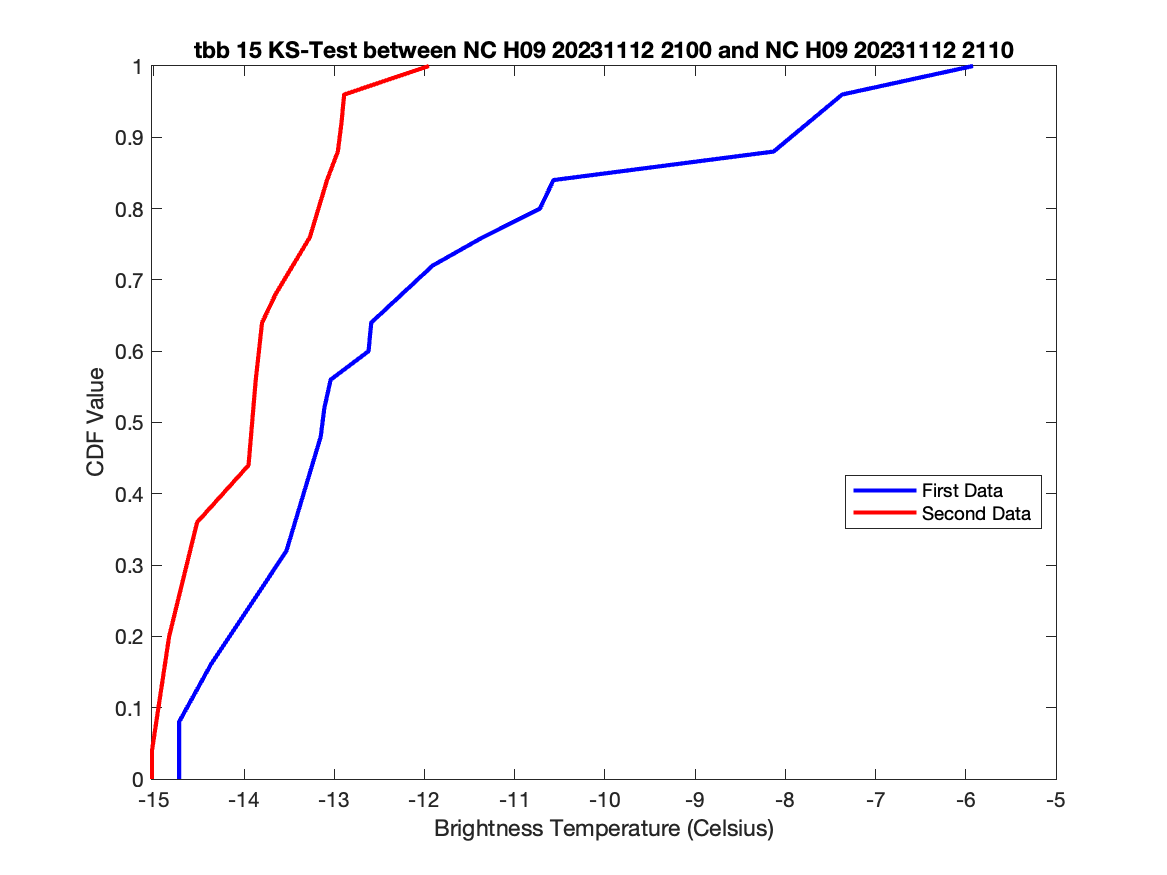 tbb 15 KS-Test between NC H09 20231112 2100 and NC H09 20231112 2110
1
0.9
0.8
0.7
0.6
0.5
0.4
0.3
0.2
0.1
0
CDF Value
First Data
Second Data
-15 -14 -13 -12 -11 -10 -9 -8 -7 -6 -5
Brightness Temperature (Celsius)